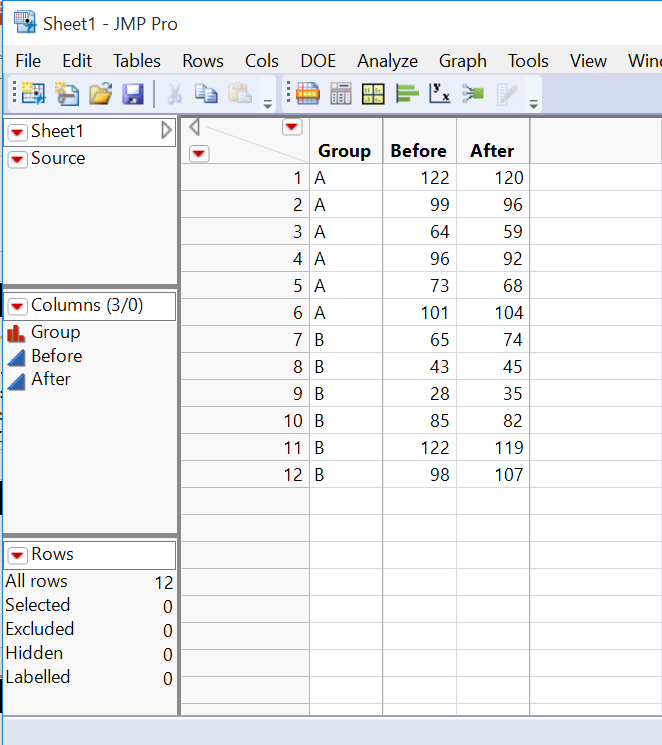 Sheet1 - JMP Pro
File Edit Tables Rows Cols DOE Analyze Graph Tools View
Sheet1
Source
Columns (3/0)
Group
Before
After
Rows
All rows 12
Selected 0
Excluded 0
Hidden 0
Labelled 0
Group Before After
1 A 122 120
2 A 99 96
3 A 64 59
4 A 96 92
5 A 73 68
6 A 101 104
7 B 65 74
8 B 43 45
9 B 28 35
10 B 85 82
11 B 122 119
12 B 98 107